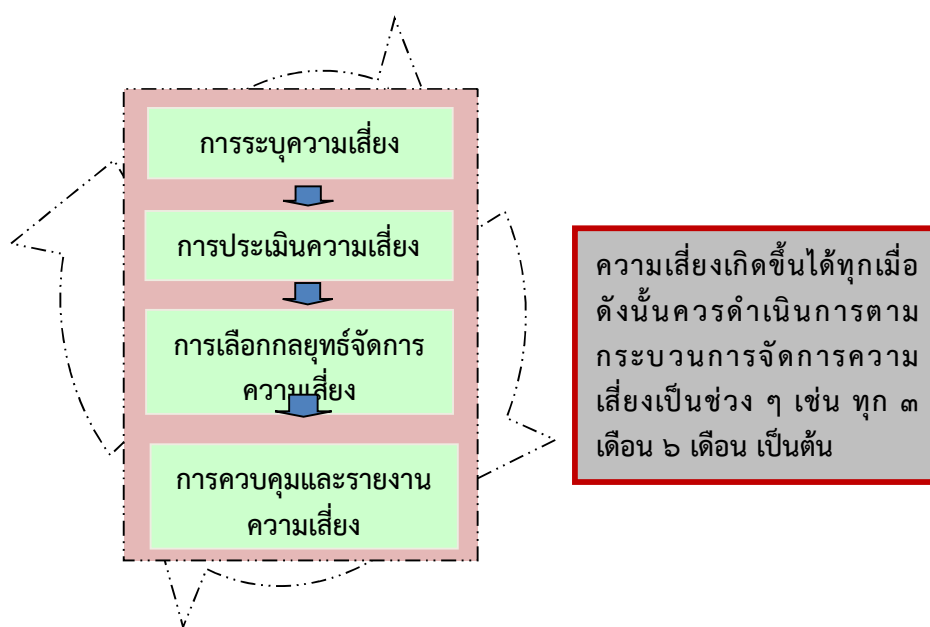 การระบุความเสี่ยง
การประเมินความเสี่ยง
การเลือกกลยุทธ์จัดการ
ความเสี่ยง
การควบคุมและรายงาน
ความเสี่ยง
ความเสี่ยงเกิดขึ้นได้ทุกเมื่อ
ดังนั้นควรดำเนินการตาม
กระบวนการจัดการความ
เสี่ยงเป็นช่วง ๆ เช่น ทุก ๓
เดือน ๖ เดือน เป็นต้น